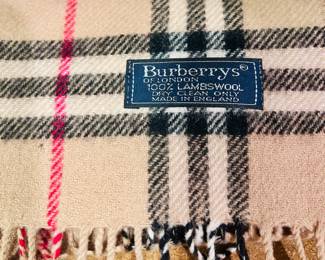 Burberrys®
OF LONDON
100% LAMBSWOOL
DRY CLEAN ONLY
MADE IN ENGLAND